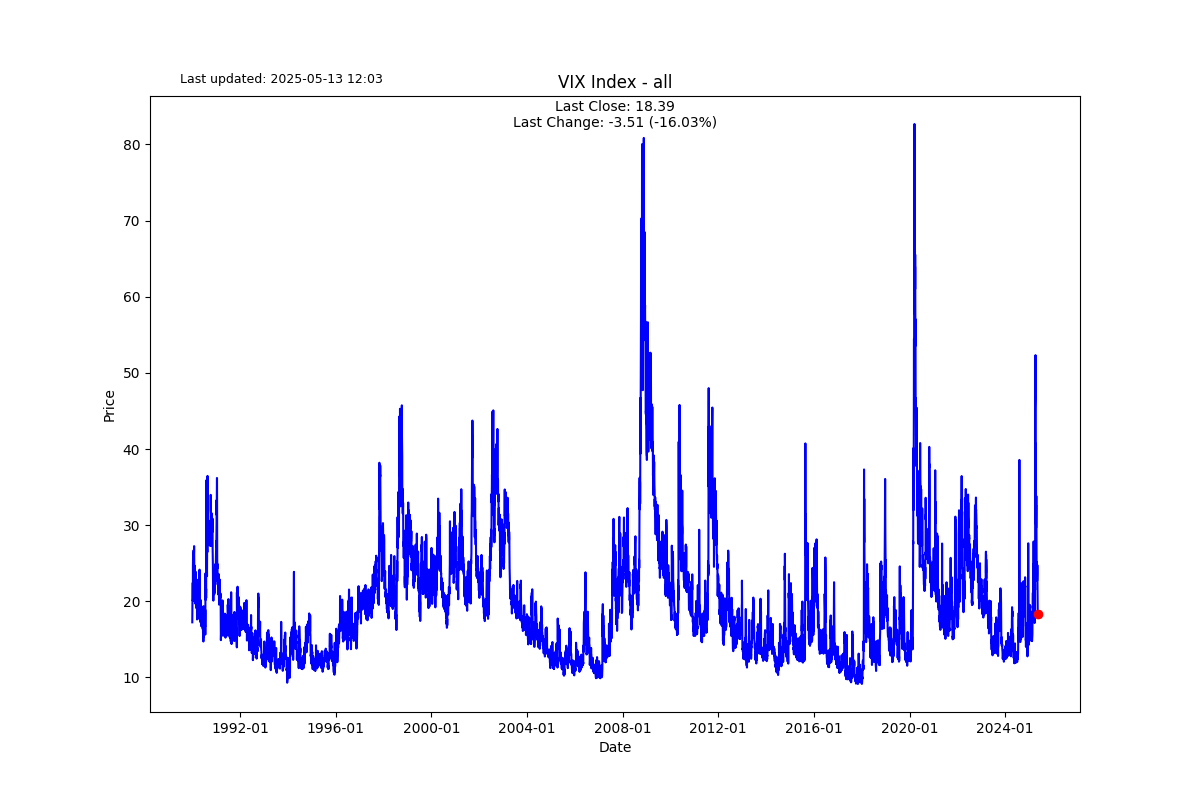 Last updated: 2025-05-13 12:03
VIX Index - all
Last Close: 18.39
Last Change: -3.51 (-16.03%)
80
70
60
50
40
30
20
10
Price
1992-01
1996-01
2000-01
2004-01
2008-01
2012-01
2016-01
2020-01
2024-01
Date